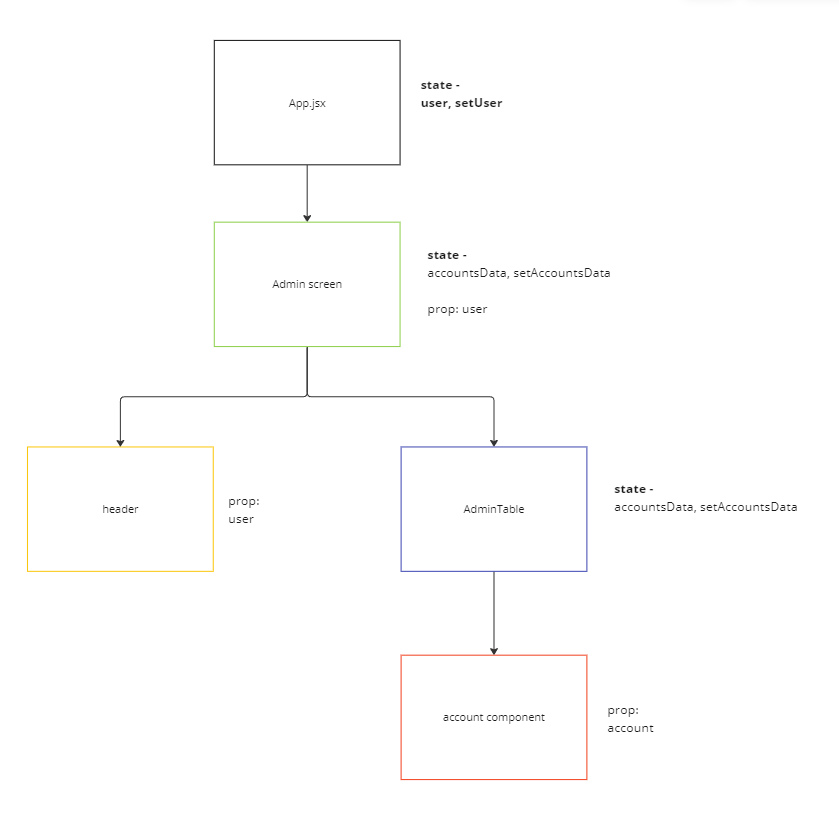 App.jsx
state -
user, setUser
Admin screen
state -
accountsData, setAccountsData
prop: user
header
prop:
user
AdminTable
state -
accountsData, setAccountsData
account component
prop:
account